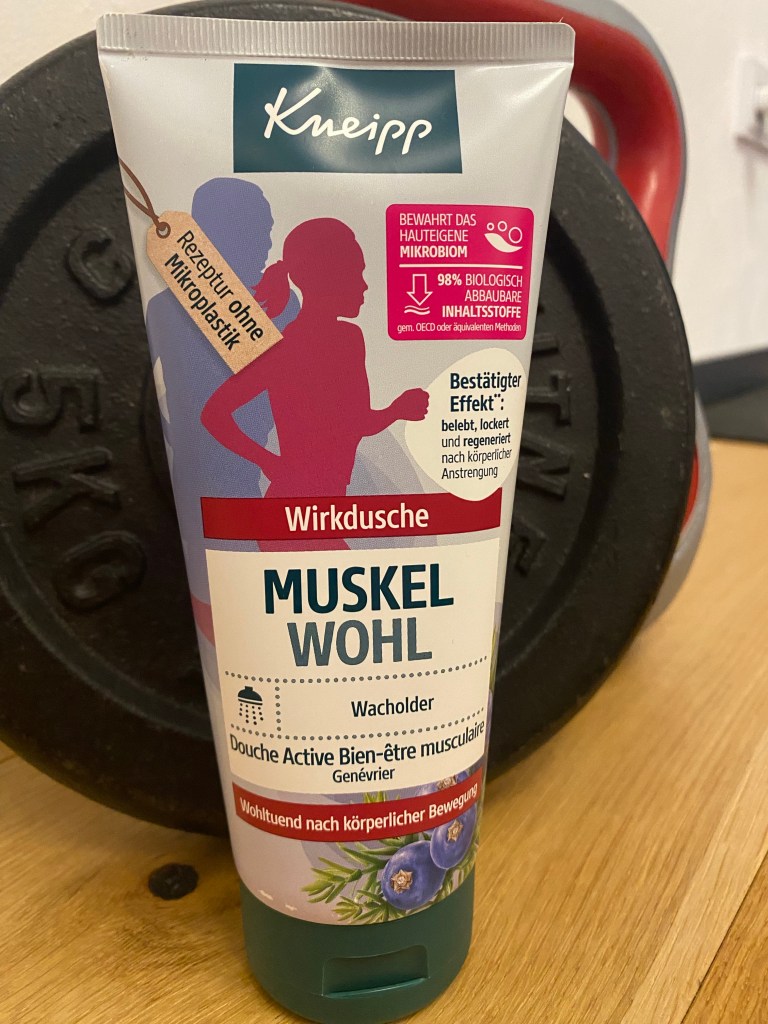 Kneipp
Rezeptur ohne
Mikroplastik
BEWAHRT DAS
HAUTEIGENE
MIKROBIOM
98% BIOLOGISCH
ABBAUBARE
INHALTSSTOFFE
gem. OECD oder äquivalenten Methoden
Bestätigter
Effekt**:
belebt, lockert
und regeneriert
nach körperlicher
Anstrengung
Wirkdusche
MUSKEL
WOHL
Wacholder
Douche Active Bien-être musculaire
Genévrier
Wohltuend nach körperlicher Bewegung
5KG